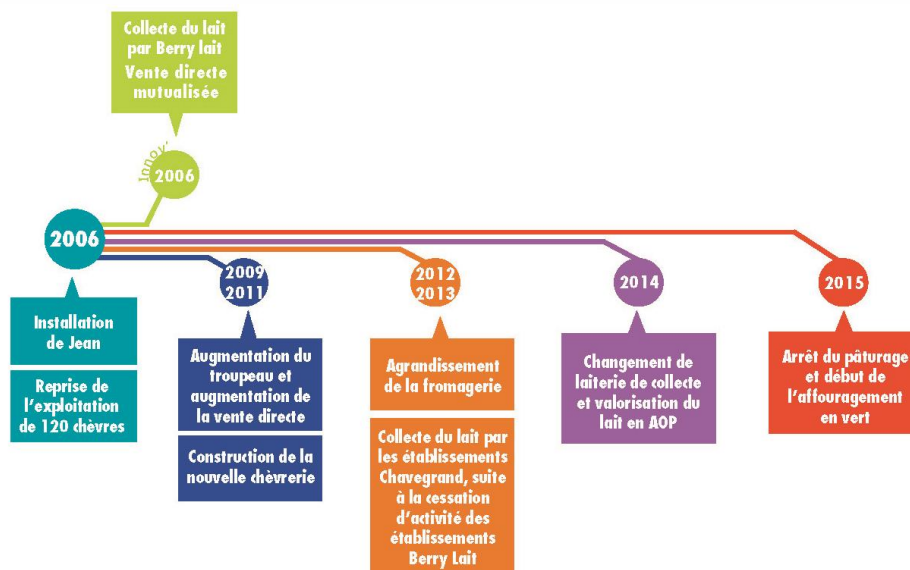 Collecte du lait
par Berry lait
Vente directe
mutualisée
Innov.
2006
2006
Installation
de Jean
Reprise de
l'exploitation
de 120 chèvres
2009
2011
Augmentation du
troupeau et
augmentation de
la vente directe
Construction de la
nouvelle chèvrerie
2012
2013
Agrandissement
de la fromagerie
Collecte du lait par
les établissements
Chavegrand, suite
à la cessation
d'activité des
établissements
Berry Lait
2014
Changement de
laiterie de collecte
et valorisation du
lait en AOP
2015
Arrêt du pâturage
et début de
l'affouragement
en vert